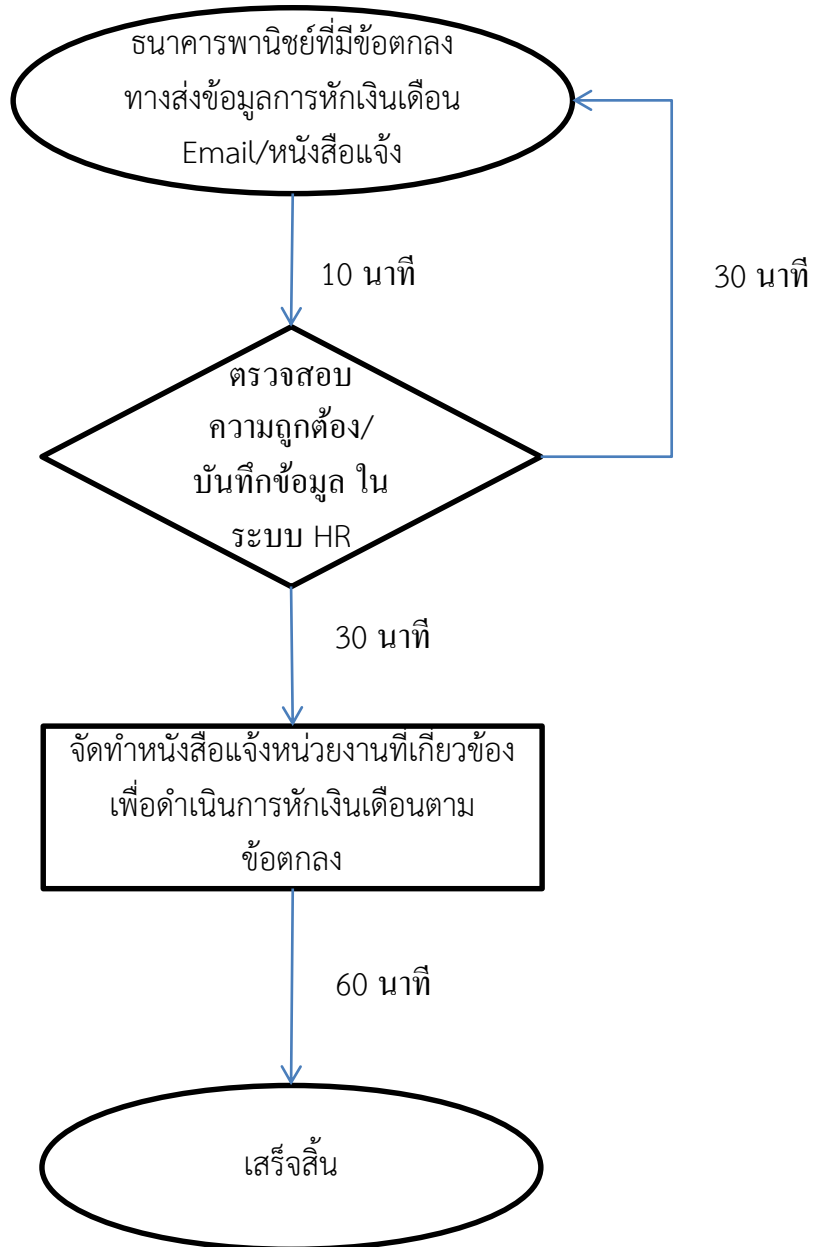 ธนาคารพานิชย์ที่มีข้อตกลง
ทางส่งข้อมูลการหักเงินเดือน
Email/หนังสือแจ้ง
10 นาที
30 นาที
ตรวจสอบ
ความถูกต้อง/
บันทึกข้อมูล ใน
ระบบ HR
30 นาที
จัดทำหนังสือแจ้งหน่วยงานที่เกี่ยวข้อง
เพื่อดำเนินการหักเงินเดือนตาม
ข้อตกลง
60 นาที
เสร็จสิ้น